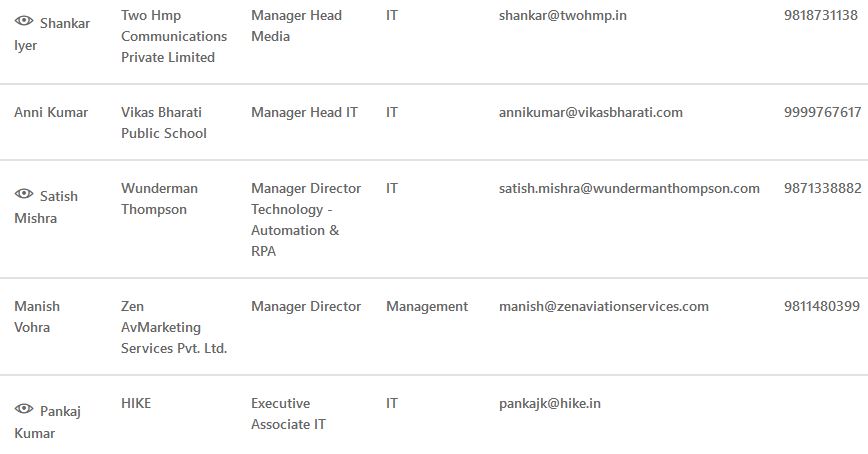 Shankar Iyer Two Hmp Communications Private Limited Manager Head Media IT shankar@twohmp.in 9818731138
Anni Kumar Vikas Bharati Public School Manager Head IT IT annikumar@vikasbharati.com 9999767617
Satish Mishra Wunderman Thompson Manager Director Technology - Automation & RPA IT satish.mishra@wundermanthompson.com 9871338882
Manish Vohra Zen AvMarketing Services Pvt. Ltd. Manager Director Management manish@zenaviationservices.com 9811480399
Pankaj Kumar HIKE Executive Associate IT IT pankajk@hike.in